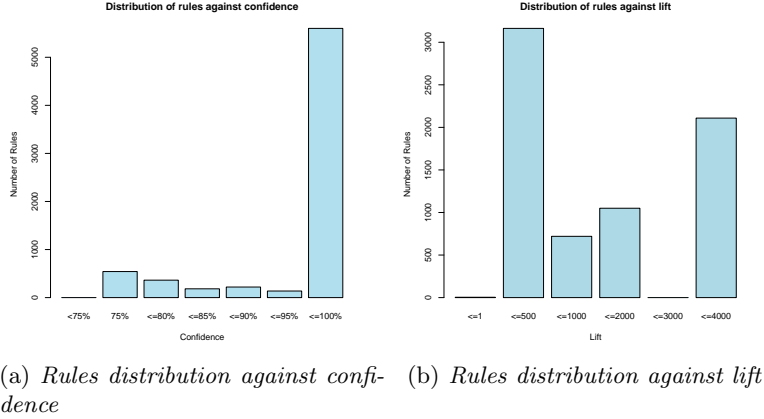 Distribution of rules against confidence
Number of Rules
0
1000
2000
3000
4000
5000
<75%
75%
<=80%
<=85%
<=90%
<=95%
<=100%
Confidence
(a) Rules distribution against confi-
dence
Distribution of rules against lift
Number of Rules
0
500
1000
1500
2000
2500
3000
<=1
<=500
<=1000
<=2000
<=3000
<=4000
Lift
(b) Rules distribution against lift